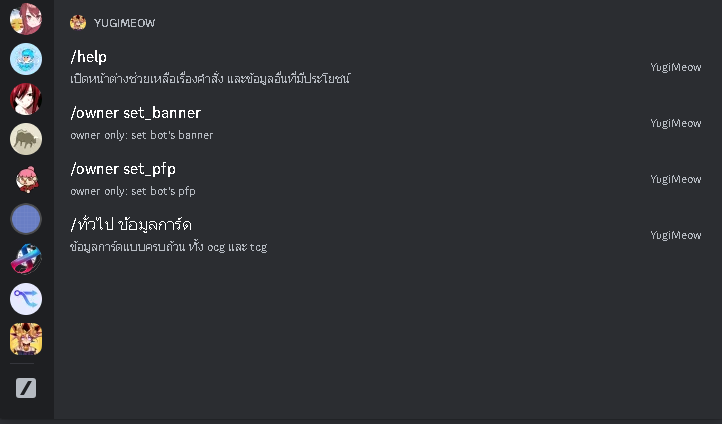 YUGIMEOW
/help
เปิดหน้าต่างช่วยเหลือเรื่องคำสั่ง และข้อมูลอื่นที่มีประโยชน์
YugiMeow
/owner set_banner
owner only: set bot's banner
YugiMeow
/owner set_pfp
owner only: set bot's pfp
YugiMeow
/ทั่วไป ข้อมูลการ์ด
ข้อมูลการ์ดแบบครบถ้วน ทั้ง ocg และ tcg
YugiMeow